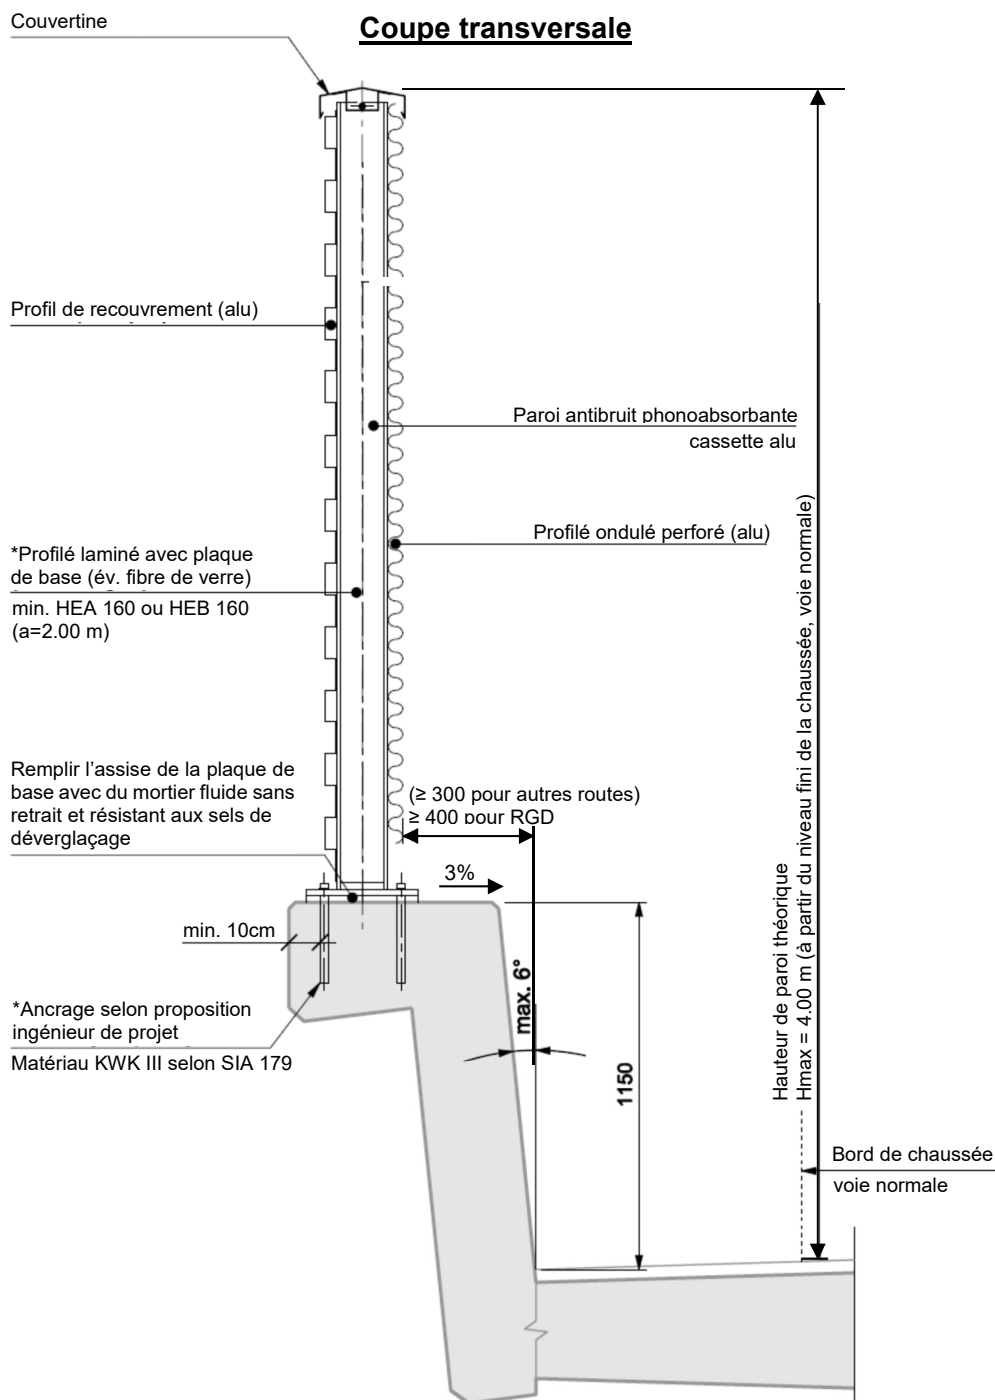 Couvertine
Coupe transversale
Profil de recouvrement (alu)
Paroi antibruit phonoabsorbante
cassette alu
Profilé ondulé perforé (alu)
*Profilé laminé avec plaque
de base (év. fibre de verre)
min. HEA 160 ou HEB 160
(a=2.00 m)
Remplir l’assise de la plaque de
base avec du mortier fluide sans
retrait et résistant aux sels de
déverglaçage
(≥ 300 pour autres routes)
≥ 400 pour RGD
3%
min. 10cm
*Ancrage selon proposition
ingénieur de projet
Matériau KWK III selon SIA 179
max. 6°
1150
Hauteur de paroi théorique
Hmax = 4.00 m (à partir du niveau fini de la chaussée, voie normale)
Bord de chaussée
voie normale